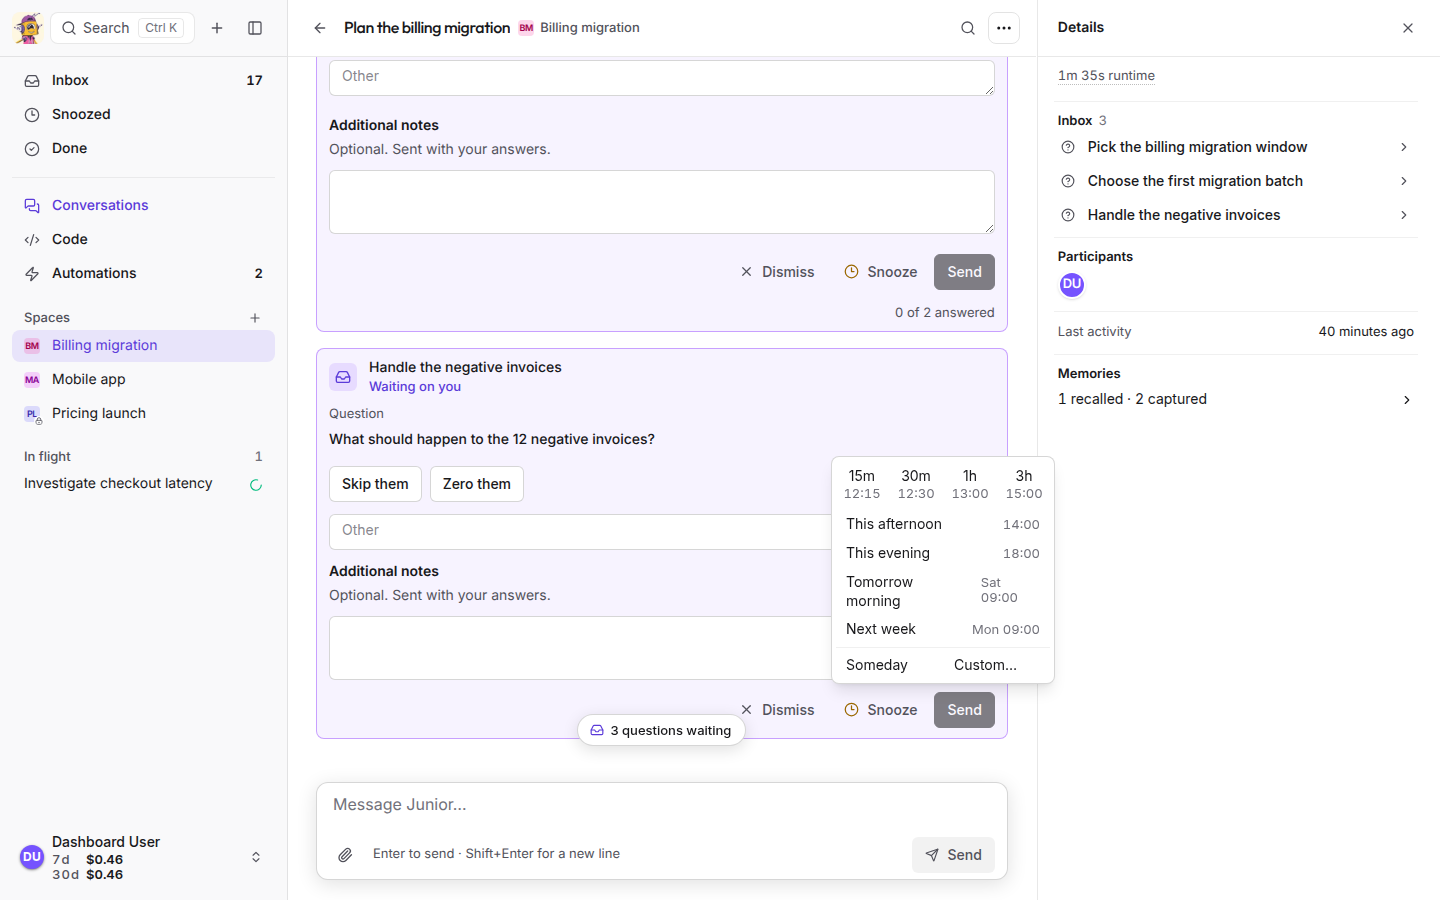 Search Ctrl K
Inbox 17
Snoozed
Done
Conversations
Code
Automations 2
Spaces
BM Billing migration
MA Mobile app
PL Pricing launch
In flight 1
Investigate checkout latency
DU Dashboard User
7d $0.46
30d $0.46
Plan the billing migration BM Billing migration
Other
Additional notes
Optional. Sent with your answers.
Dismiss Snooze Send
0 of 2 answered
Handle the negative invoices
Waiting on you
Question
What should happen to the 12 negative invoices?
Skip them Zero them
Other
Additional notes
Optional. Sent with your answers.
15m 30m 1h 3h
12:15 12:30 13:00 15:00
This afternoon 14:00
This evening 18:00
Tomorrow morning Sat 09:00
Next week Mon 09:00
Someday Custom...
Dismiss Snooze Send
3 questions waiting
Message Junior...
Enter to send · Shift+Enter for a new line Send
Details
1m 35s runtime
Inbox 3
Pick the billing migration window
Choose the first migration batch
Handle the negative invoices
Participants
DU
Last activity 40 minutes ago
Memories
1 recalled · 2 captured